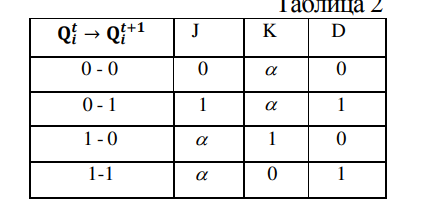 Таблица 2
Q_i^t → Q_i^{t+1} J K D
0 - 0 0 α 0
0 - 1 1 α 1
1 - 0 α 1 0
1-1 α 0 1